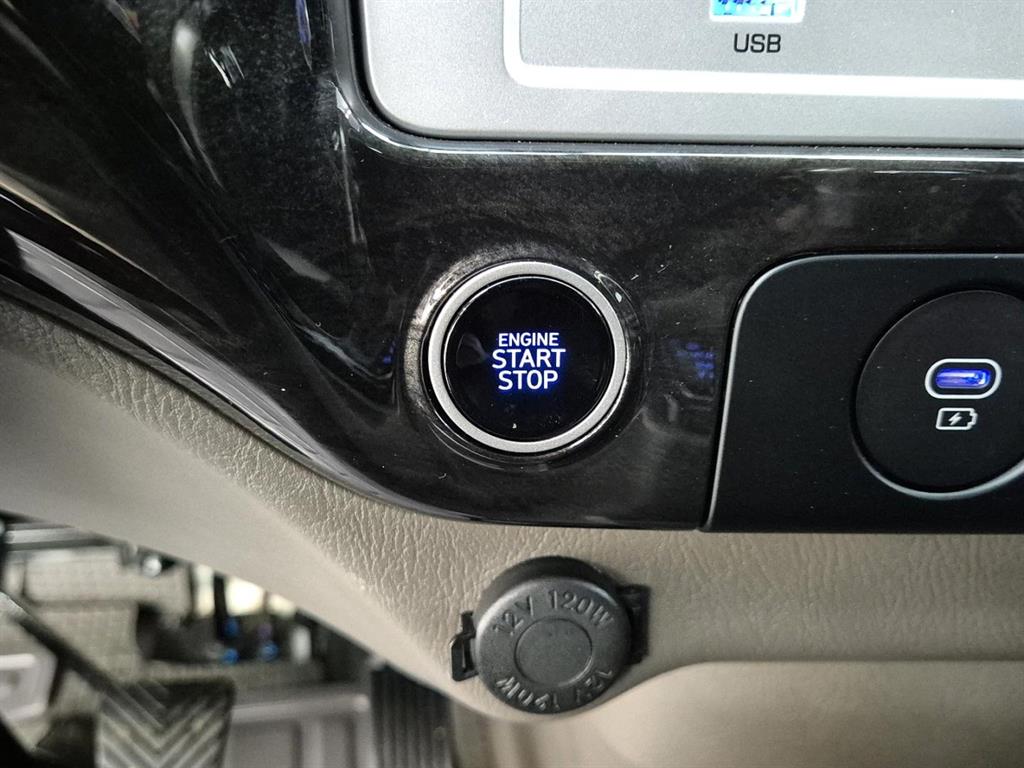 USB
ENGINE
START
STOP
12V 120W
12V 120W